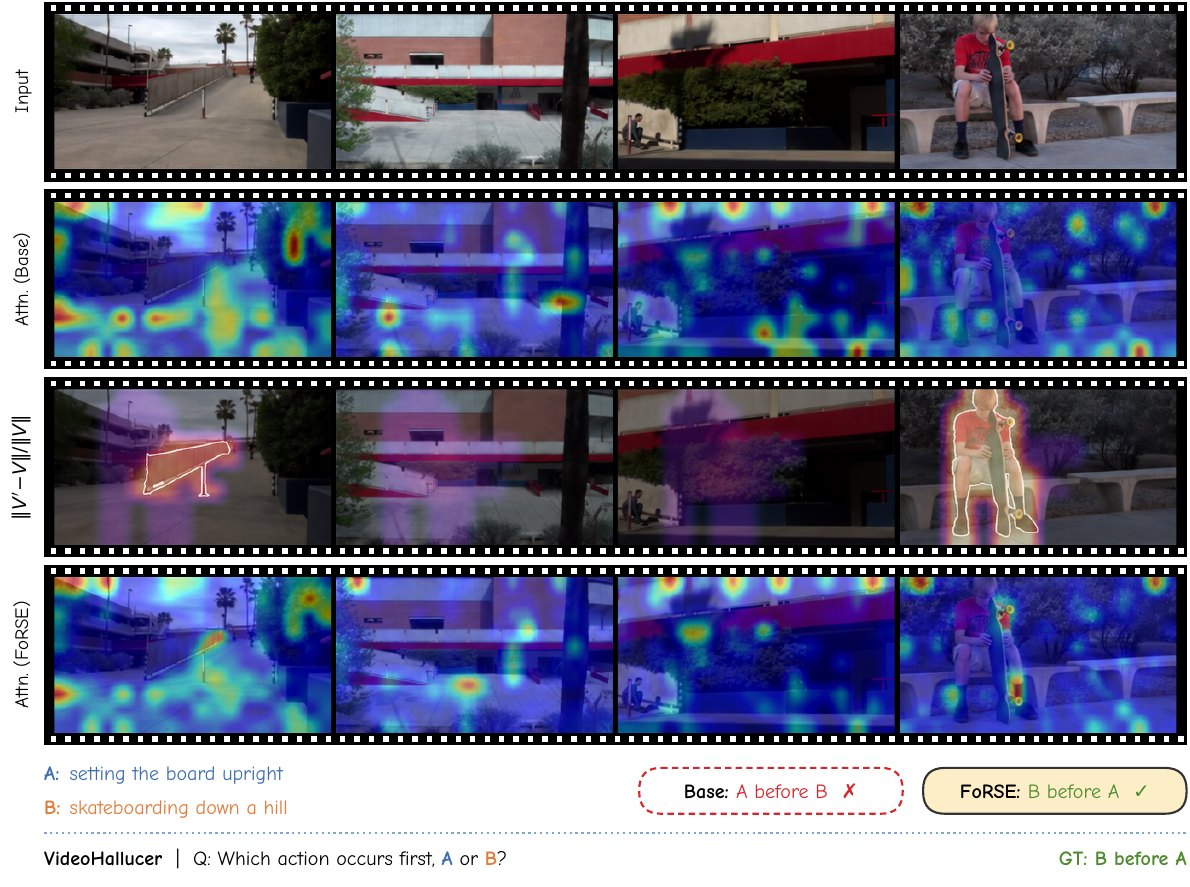 Input
Attn. (Base)
||V′−V||/||V||
Attn. (FoRSE)
A: setting the board upright
B: skateboarding down a hill
Base: A before B ✗
FoRSE: B before A ✓
VideoHallucer | Q: Which action occurs first, A or B?
GT: B before A